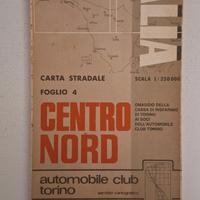 ITALIA
CARTA STRADALE
SCALA 1:250000
FOGLIO 4
CENTRO
NORD
OMAGGIO DELLA
CASSA DI RISPARMIO
DI TORINO
AI SOCI
DELL'AUTOMOBILE
CLUB TORINO
automobile club
torino
servizio cartografico